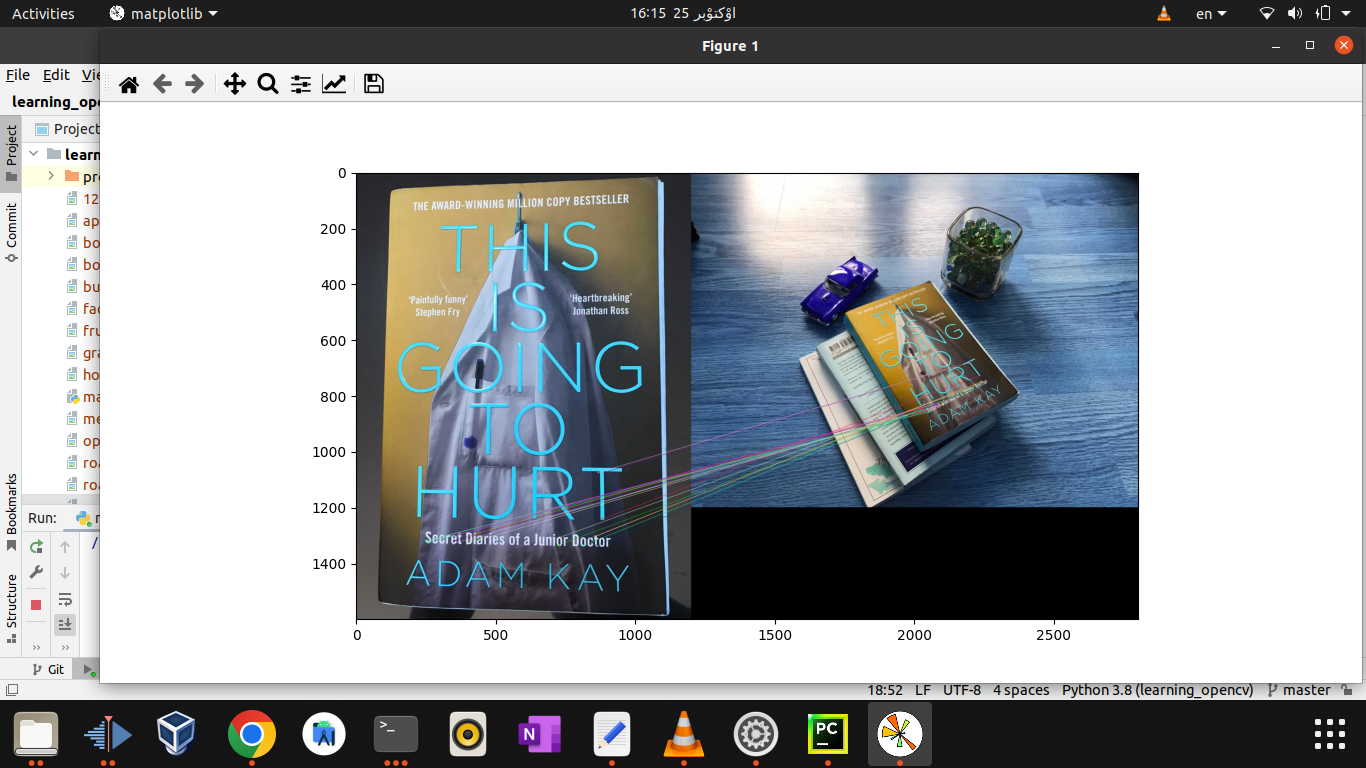 Activities
matplotlib
16:15 25 اۆکتۆبر
en
Figure 1
File Edit Vie
learning_ope
Project
Project
learn
pro
12
ap
bo
bo
bu
fac
fru
gra
ho
ma
me
op
roa
roa
Commit
Bookmarks
Structure
Run:
/
Git
0
200
400
600
800
1000
1200
1400
0
500
1000
1500
2000
2500
THE AWARD-WINNING MILLION COPY BESTSELLER
THIS
IS
'Painfully funny'
Stephen Fry
'Heartbreaking'
Jonathan Ross
GOING
TO
HURT
Secret Diaries of a Junior Doctor
ADAM KAY
THIS
IS
GOING
TO
HURT
ADAM KAY
18:52 LF UTF-8 4 spaces Python 3.8 (learning_opencv) master
N
PC